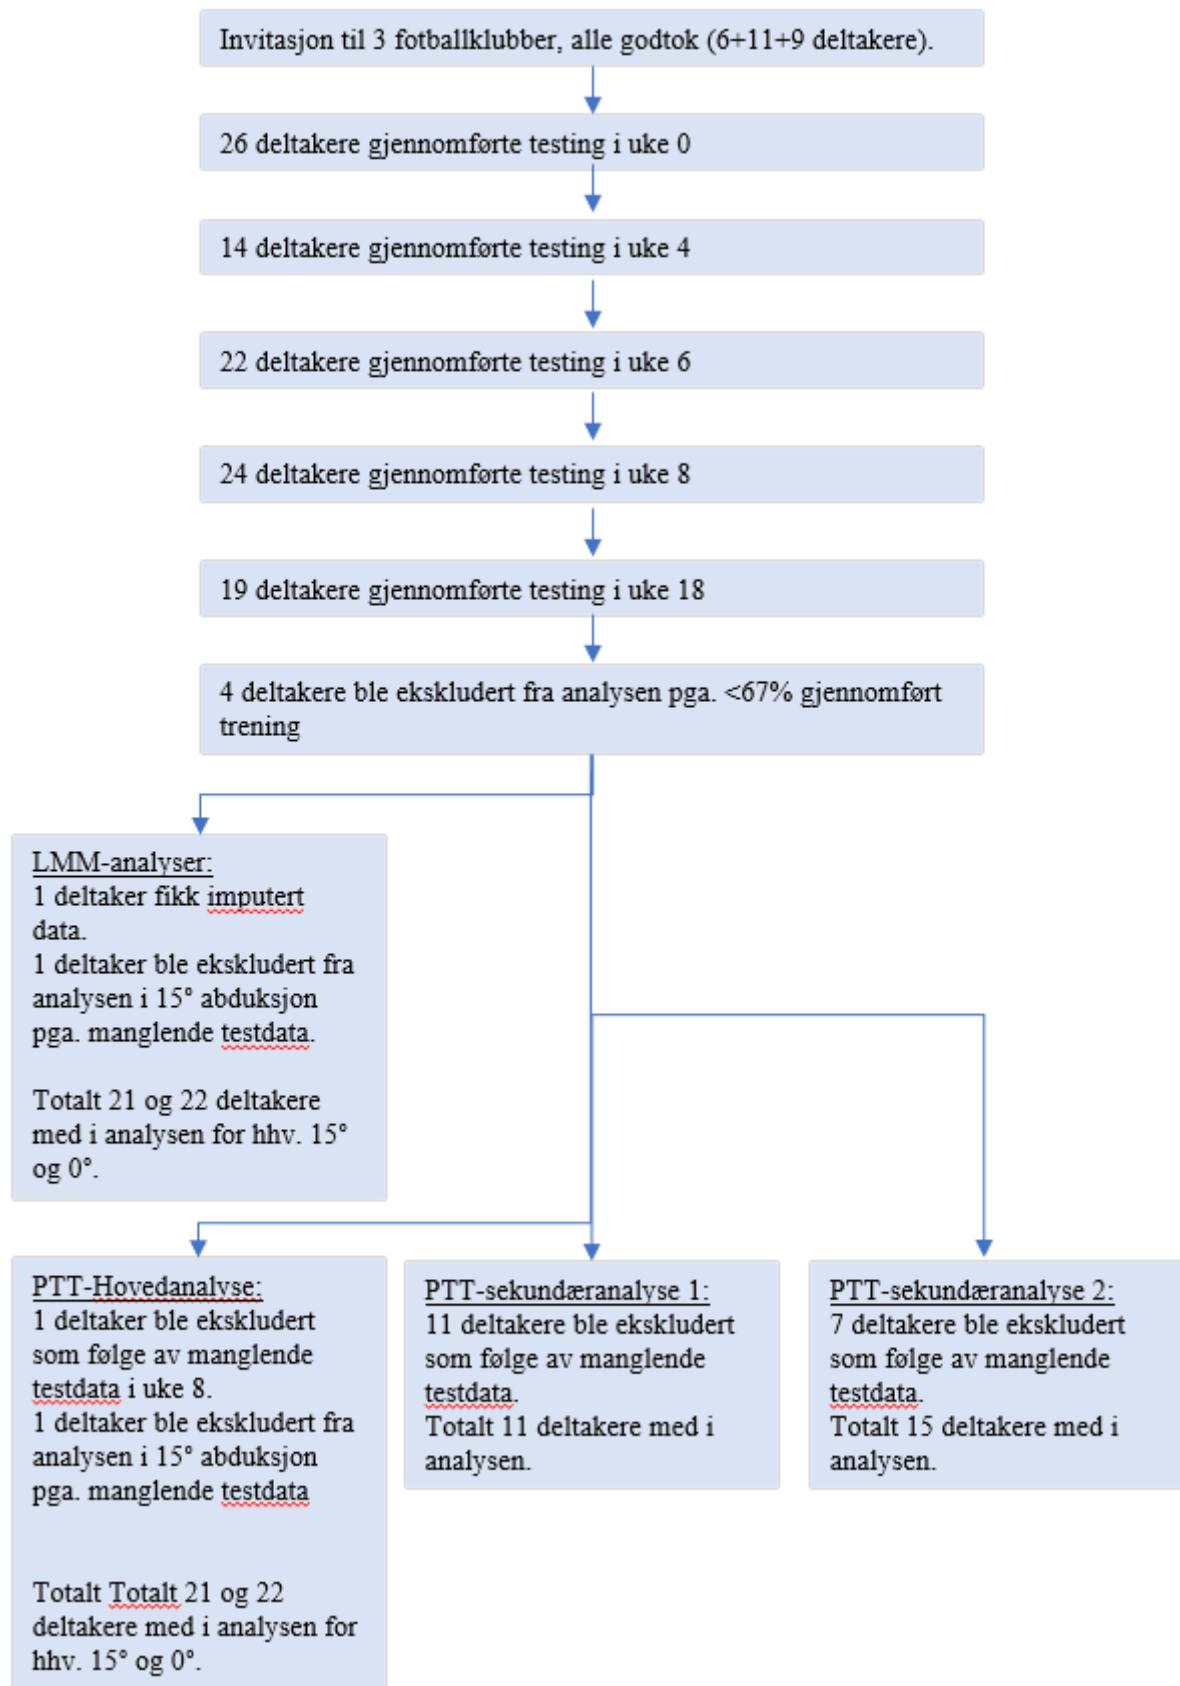 Invitasjon til 3 fotballklubber, alle godtok (6+11+9 deltakere).
26 deltakere gjennomførte testing i uke 0
14 deltakere gjennomførte testing i uke 4
22 deltakere gjennomførte testing i uke 6
24 deltakere gjennomførte testing i uke 8
19 deltakere gjennomførte testing i uke 18
4 deltakere ble ekskludert fra analysen pga. <67% gjennomført
trening
LMM-analyser:
1 deltaker fikk imputert
data.
1 deltaker ble ekskludert fra
analysen i 15° abduksjon
pga. manglende testdata.
Totalt 21 og 22 deltakere
med i analysen for hhv. 15°
og 0°.
PTT-Hovedanalyse:
1 deltaker ble ekskludert
som følge av manglende
testdata i uke 8.
1 deltaker ble ekskludert fra
analysen i 15° abduksjon
pga. manglende testdata
Totalt Totalt 21 og 22
deltakere med i analysen for
hhv. 15° og 0°.
PTT-sekundæranalyse 1:
11 deltakere ble ekskludert
som følge av manglende
testdata.
Totalt 11 deltakere med i
analysen.
PTT-sekundæranalyse 2:
7 deltakere ble ekskludert
som følge av manglende
testdata.
Totalt 15 deltakere med i
analysen.